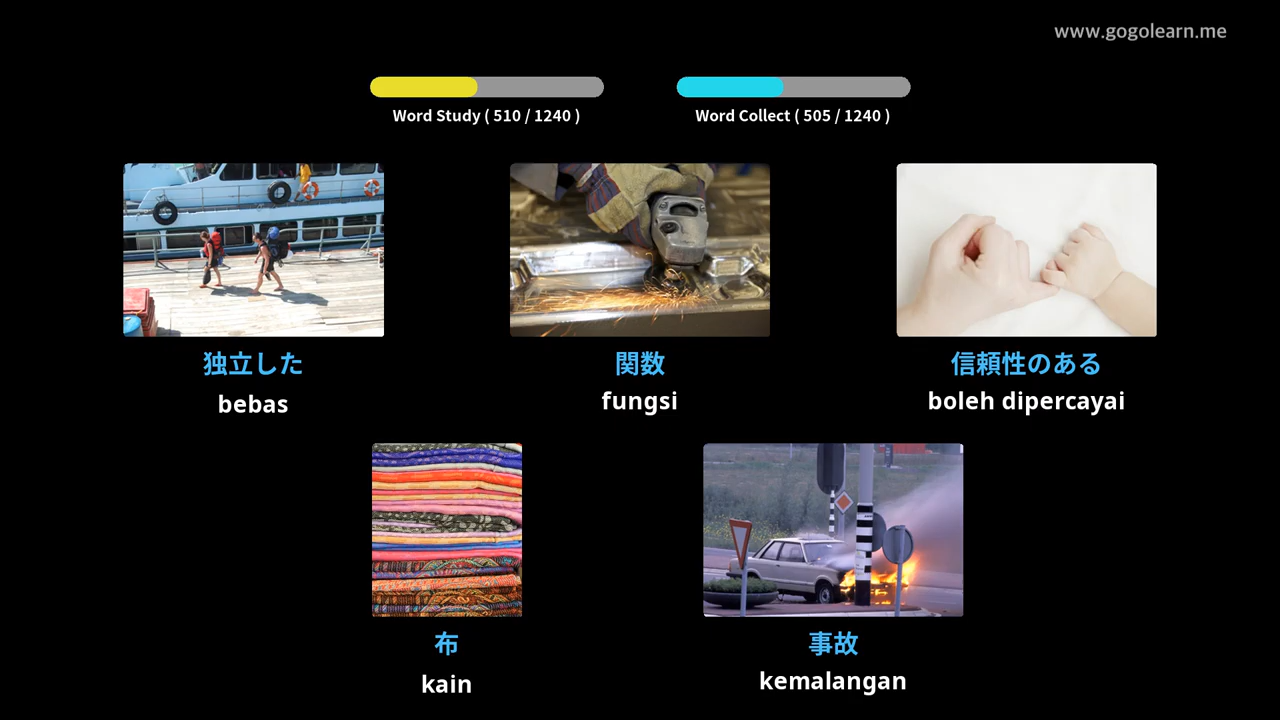 www.gogolearn.me
Word Study ( 510 / 1240 )
Word Collect ( 505 / 1240 )
独立した
bebas
関数
fungsi
信頼性のある
boleh dipercayai
布
kain
事故
kemalangan